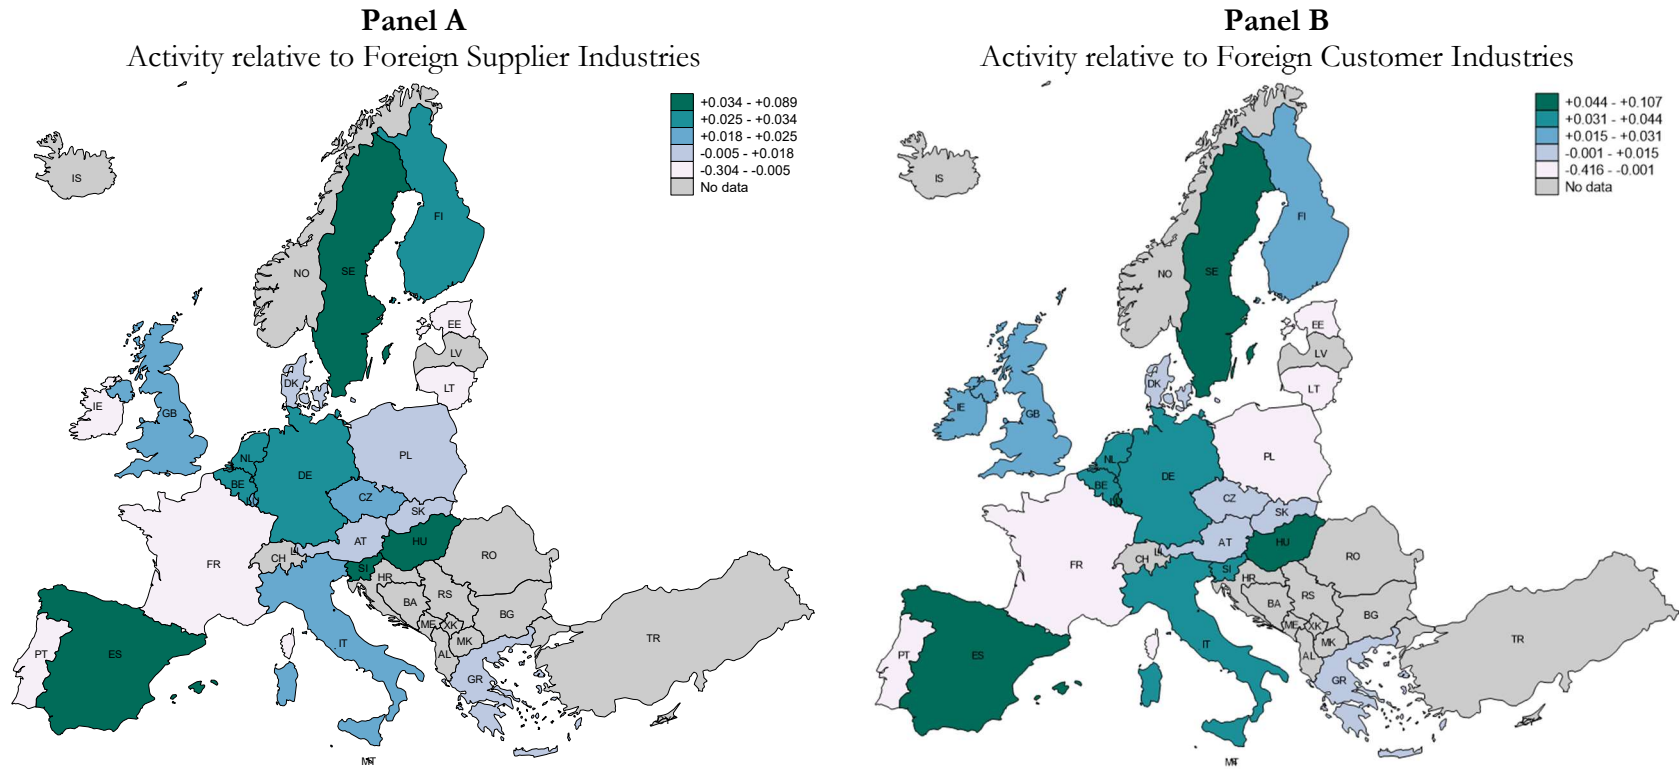 Panel A
Activity relative to Foreign Supplier Industries
+0.034 - +0.089
+0.025 - +0.034
+0.018 - +0.025
-0.005 - +0.018
-0.304 - -0.005
No data
IS
FI
NO
SE
EE
LV
LT
DK
IE
GB
NL
BE
DE
PL
CZ
SK
AT
HU
CH
SI
RO
FR
HR
BA
RS
BG
ME
XK
MK
AL
TR
IT
PT
ES
GR
MT
Panel B
Activity relative to Foreign Customer Industries
+0.044 - +0.107
+0.031 - +0.044
+0.015 - +0.031
-0.001 - +0.015
-0.416 - -0.001
No data
IS
FI
NO
SE
EE
LV
LT
DK
IE
GB
NL
BE
LU
DE
PL
CZ
SK
AT
HU
CH
SI
RO
FR
HR
BA
RS
BG
ME
XK
MK
AL
TR
IT
PT
ES
GR
MT